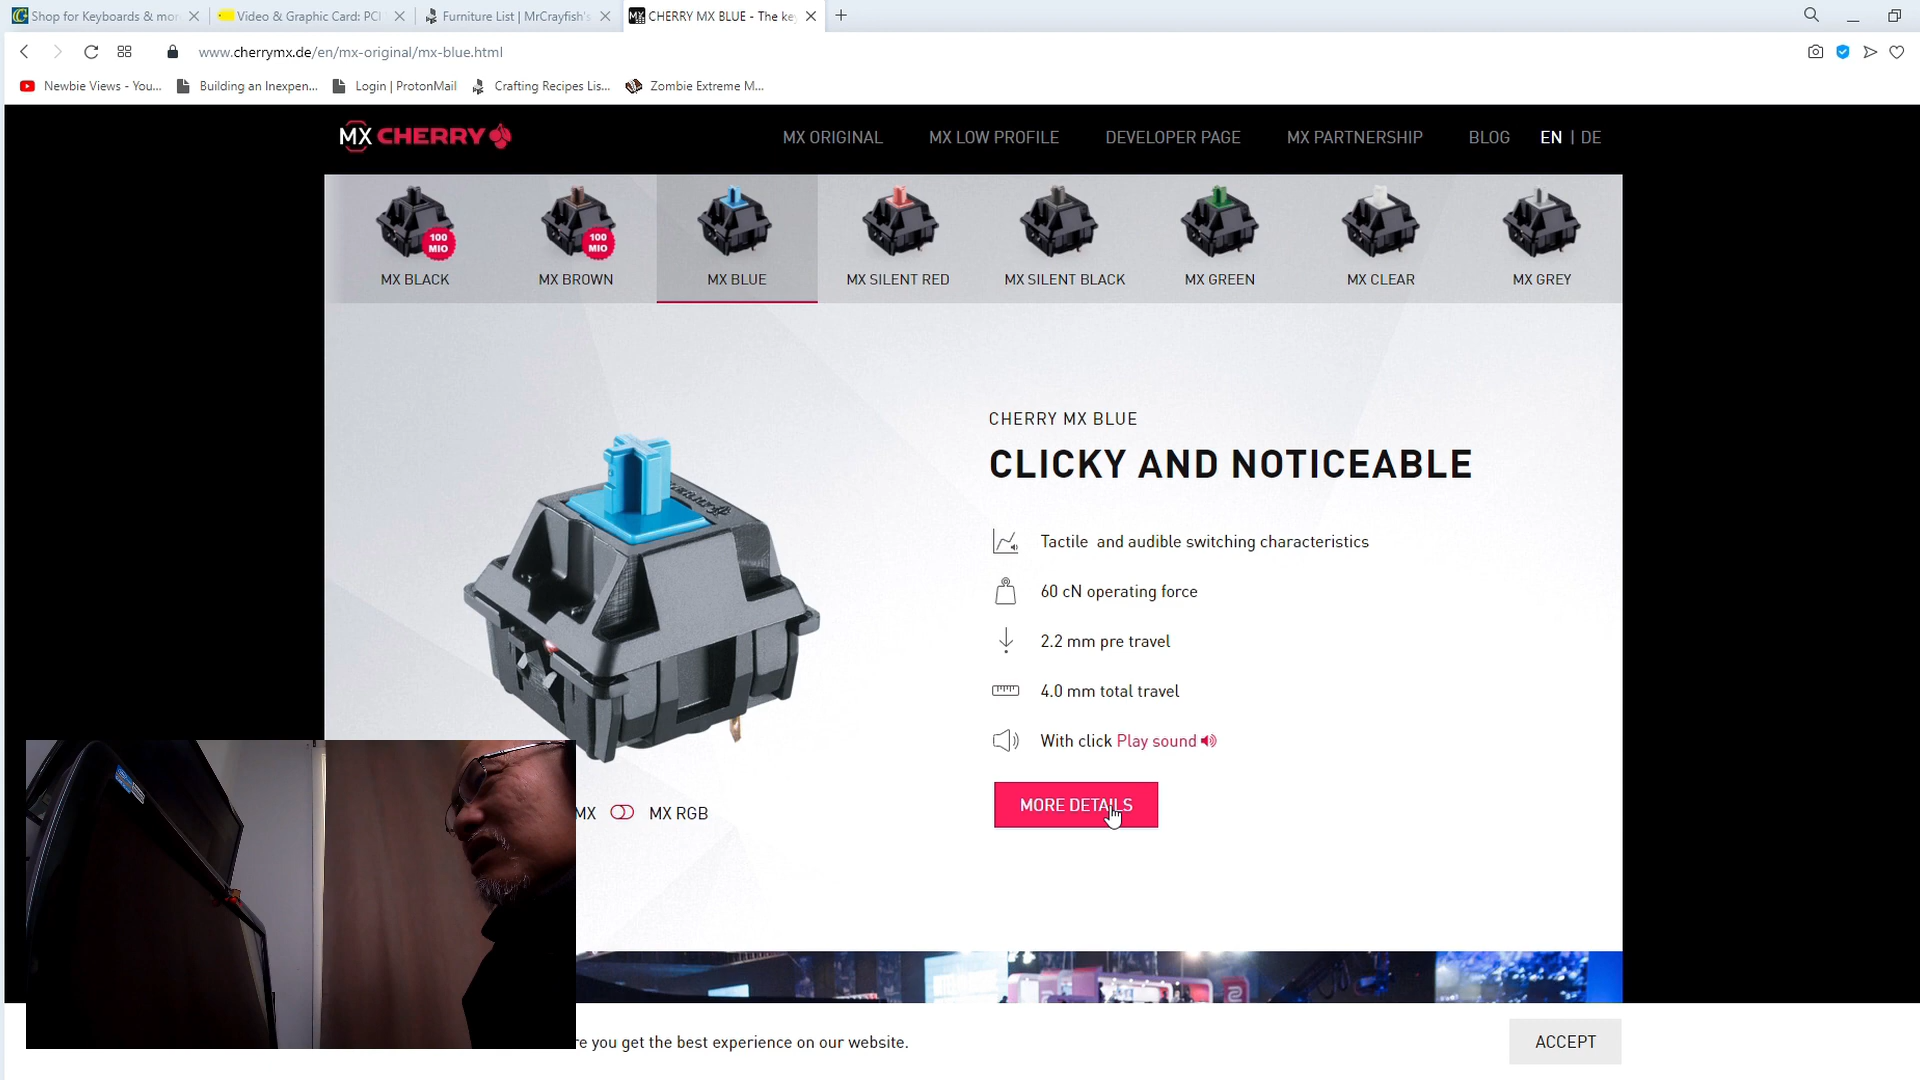 Shop for Keyboards & mor
Video & Graphic Card: PCI
Furniture List | MrCrayfish's
CHERRY MX BLUE - The key
www.cherrymx.de/en/mx-original/mx-blue.html
Newbie Views - You...
Building an Inexpen...
Login | ProtonMail
Crafting Recipes Lis...
Zombie Extreme M...
MX CHERRY
MX ORIGINAL
MX LOW PROFILE
DEVELOPER PAGE
MX PARTNERSHIP
BLOG
EN | DE
100 MIO
100 MIO
MX BLACK
MX BROWN
MX BLUE
MX SILENT RED
MX SILENT BLACK
MX GREEN
MX CLEAR
MX GREY
CHERRY MX BLUE
CLICKY AND NOTICEABLE
Tactile and audible switching characteristics
60 cN operating force
2.2 mm pre travel
4.0 mm total travel
With click Play sound
MORE DETAILS
MX
MX RGB
re you get the best experience on our website.
ACCEPT